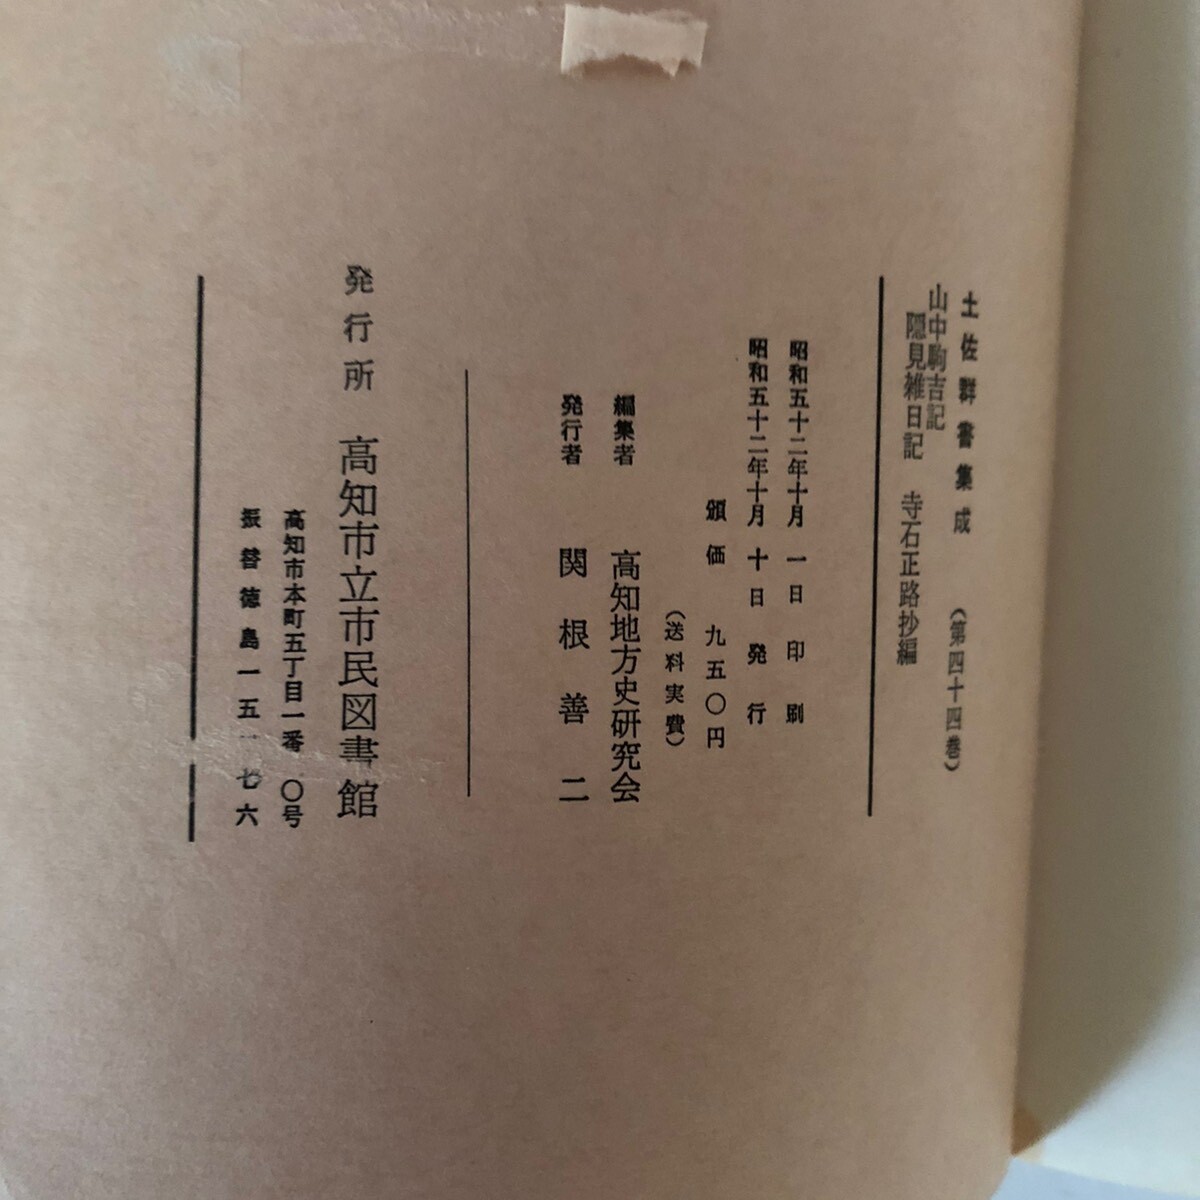 土佐群書集成 (第四十四巻)
山中駒吉記
隠見雑日記 寺石正路抄編
昭和五十二年十月 一日 印刷
昭和五十二年十月 十日 発行
頒価 九五〇円
(送料実費)
編集者 高知地方史研究会
発行者 関根善二
発行所 高知市立市民図書館
高知市本町五丁目一番 〇号
振替徳島一五 七六